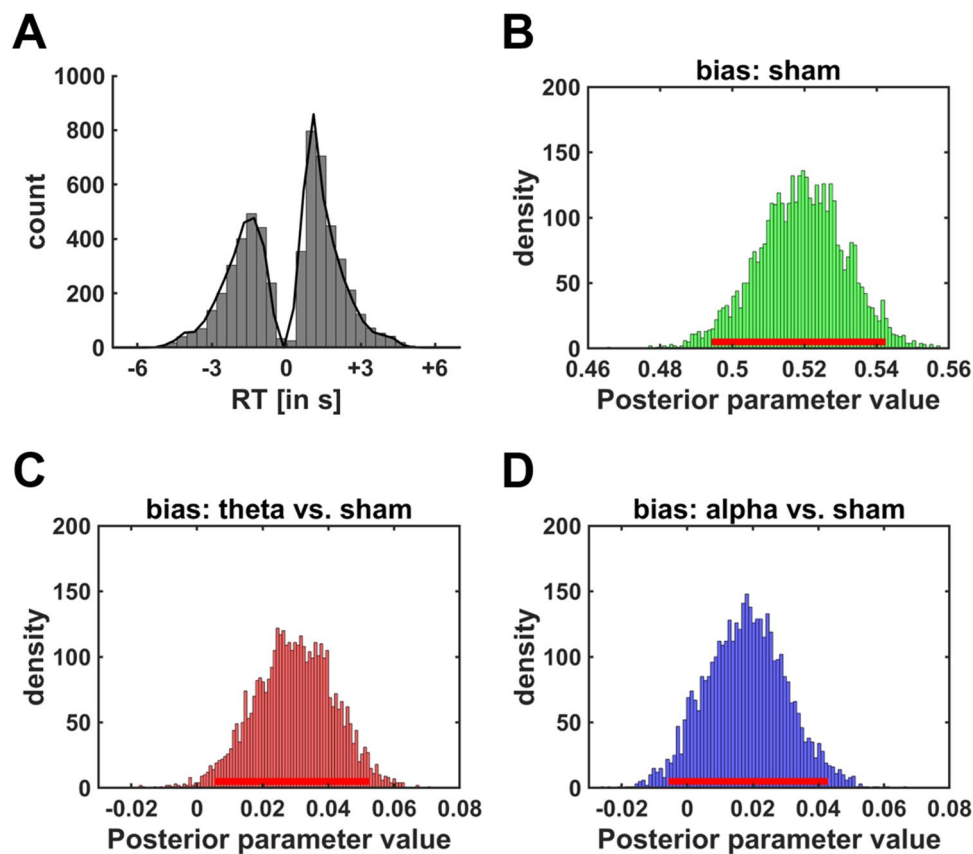 A
1000
800
600
400
200
0
count
-6 -3 0 +3 +6
RT [in s]
B
bias: sham
200
150
100
50
0
density
0.46 0.48 0.5 0.52 0.54 0.56
Posterior parameter value
C
bias: theta vs. sham
200
150
100
50
0
density
-0.02 0 0.02 0.04 0.06 0.08
Posterior parameter value
D
bias: alpha vs. sham
200
150
100
50
0
density
-0.02 0 0.02 0.04 0.06 0.08
Posterior parameter value